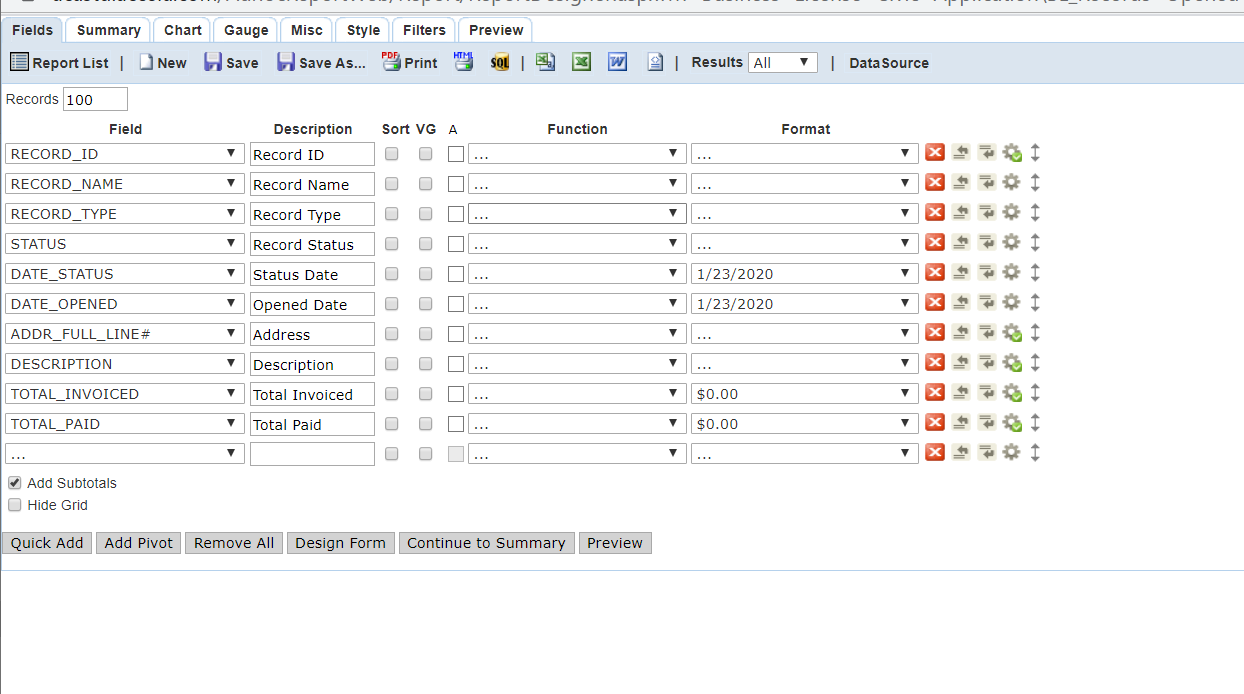 Fields Summary Chart Gauge Misc Style Filters Preview
Report List | New Save Save As... PDF Print HTML SQL | X X W | Results All | DataSource
Records 100
Field Description Sort VG A Function Format
RECORD_ID Record ID ... ...
RECORD_NAME Record Name ... ...
RECORD_TYPE Record Type ... ...
STATUS Record Status ... ...
DATE_STATUS Status Date ... 1/23/2020
DATE_OPENED Opened Date ... 1/23/2020
ADDR_FULL_LINE# Address ... ...
DESCRIPTION Description ... ...
TOTAL_INVOICED Total Invoiced ... $0.00
TOTAL_PAID Total Paid ... $0.00
... ... ...
Add Subtotals
Hide Grid
Quick Add Add Pivot Remove All Design Form Continue to Summary Preview